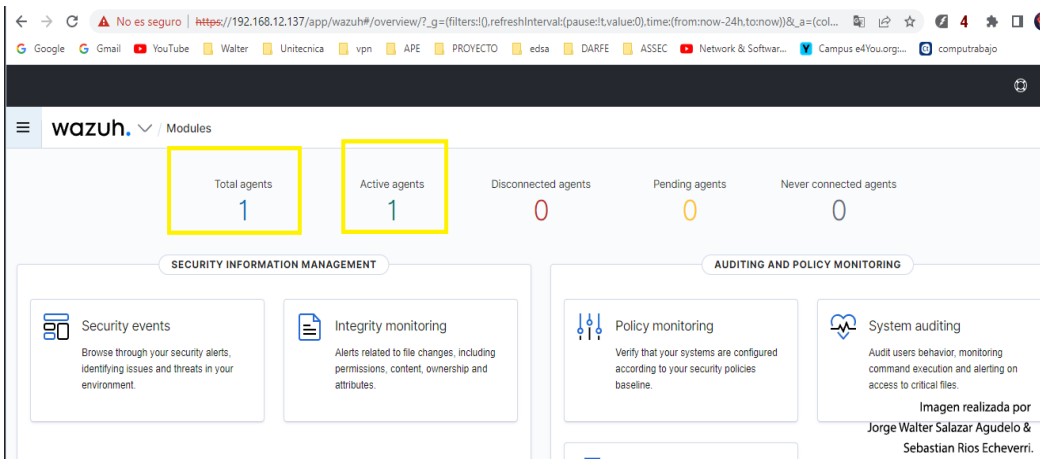 No es seguro | https://192.168.12.137/app/wazuh#/overview/?_g=(filters:!(),refreshInterval:(pause:!t,value:0),time:(from:now-24h,to:now))&_a=(col...
4
Google Gmail YouTube Walter Unitecnica vpn APE PROYECTO edsa DARFE ASSEC Network & Softwar... Campus e4You.org:... computrabajo
wazuh. / Modules
Total agents Active agents Disconnected agents Pending agents Never connected agents
1 1 0 0 0
SECURITY INFORMATION MANAGEMENT AUDITING AND POLICY MONITORING
Security events
Browse through your security alerts,
identifying issues and threats in your
environment.
Integrity monitoring
Alerts related to file changes, including
permissions, content, ownership and
attributes.
Policy monitoring
Verify that your systems are configured
according to your security policies
baseline.
System auditing
Audit users behavior, monitoring
command execution and alerting on
access to critical files.
Imagen realizada por
Jorge Walter Salazar Agudelo &
Sebastian Rios Echeverri.